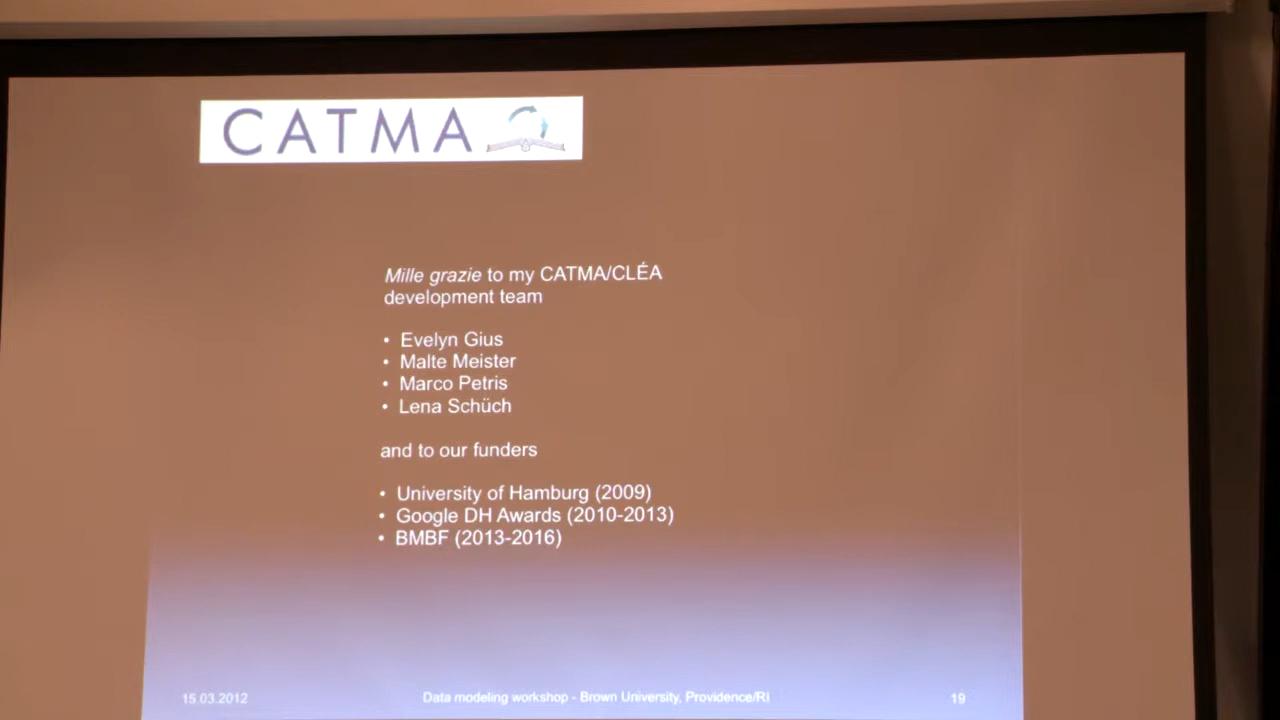 CATMA
Mille grazie to my CATMA/CLÉA
development team
• Evelyn Gius
• Malte Meister
• Marco Petris
• Lena Schüch
and to our funders
• University of Hamburg (2009)
• Google DH Awards (2010-2013)
• BMBF (2013-2016)
15.03.2012 Data modeling workshop - Brown University, Providence/RI 19